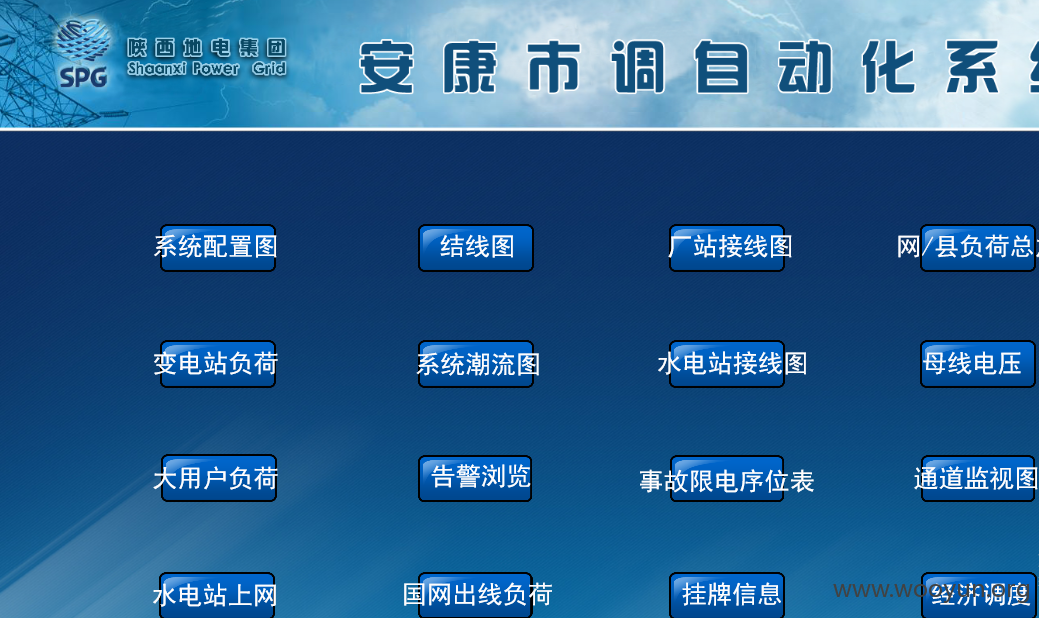 陕西地电集团
Shaanxi Power Grid
SPG
安康市调自动化系
系统配置图
结线图
厂站接线图
网/县负荷总
变电站负荷
系统潮流图
水电站接线图
母线电压
大用户负荷
告警浏览
事故限电序位表
通道监视图
水电站上网
国网出线负荷
挂牌信息
经济调度
www.wooyun.org